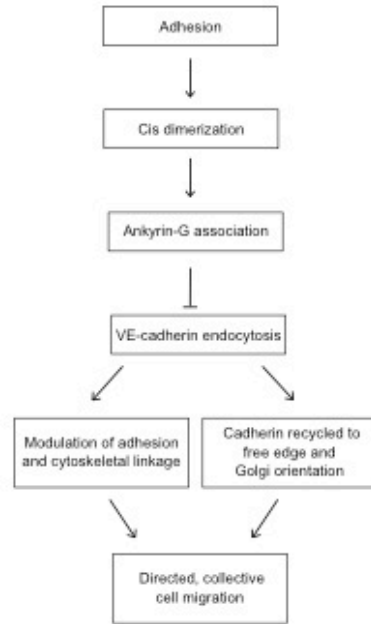 Adhesion
Cis dimerization
Ankyrin-G association
VE-cadherin endocytosis
Modulation of adhesion
and cytoskeletal linkage
Cadherin recycled to
free edge and
Golgi orientation
Directed, collective
cell migration